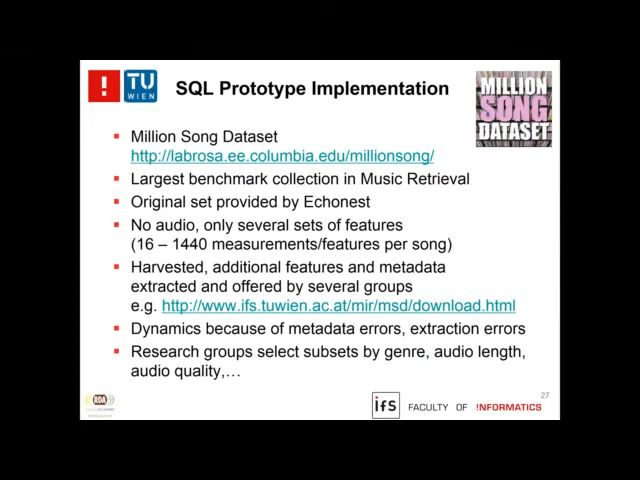 !
TU
WIEN
SQL Prototype Implementation
MILLION
SONG
DATASET
Million Song Dataset
http://labrosa.ee.columbia.edu/millionsong/
Largest benchmark collection in Music Retrieval
Original set provided by Echonest
No audio, only several sets of features
(16 – 1440 measurements/features per song)
Harvested, additional features and metadata
extracted and offered by several groups
e.g. http://www.ifs.tuwien.ac.at/mir/msd/download.html
Dynamics because of metadata errors, extraction errors
Research groups select subsets by genre, audio length,
audio quality,…
27
RDA
ifs
FACULTY OF !NFORMATICS